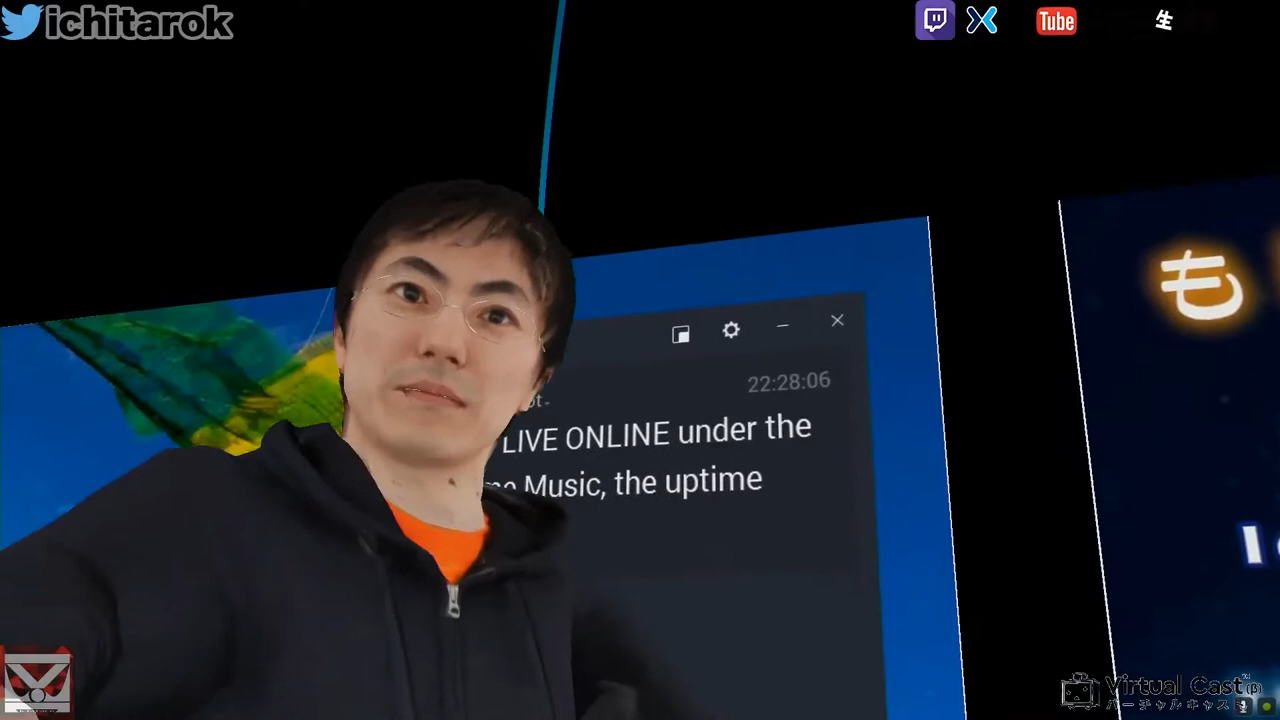 ichitarok
Tube
生
も
22:28:06
LIVE ONLINE under the
Music, the uptime
I
Virtual Cast(β)
バーチャルキャスト